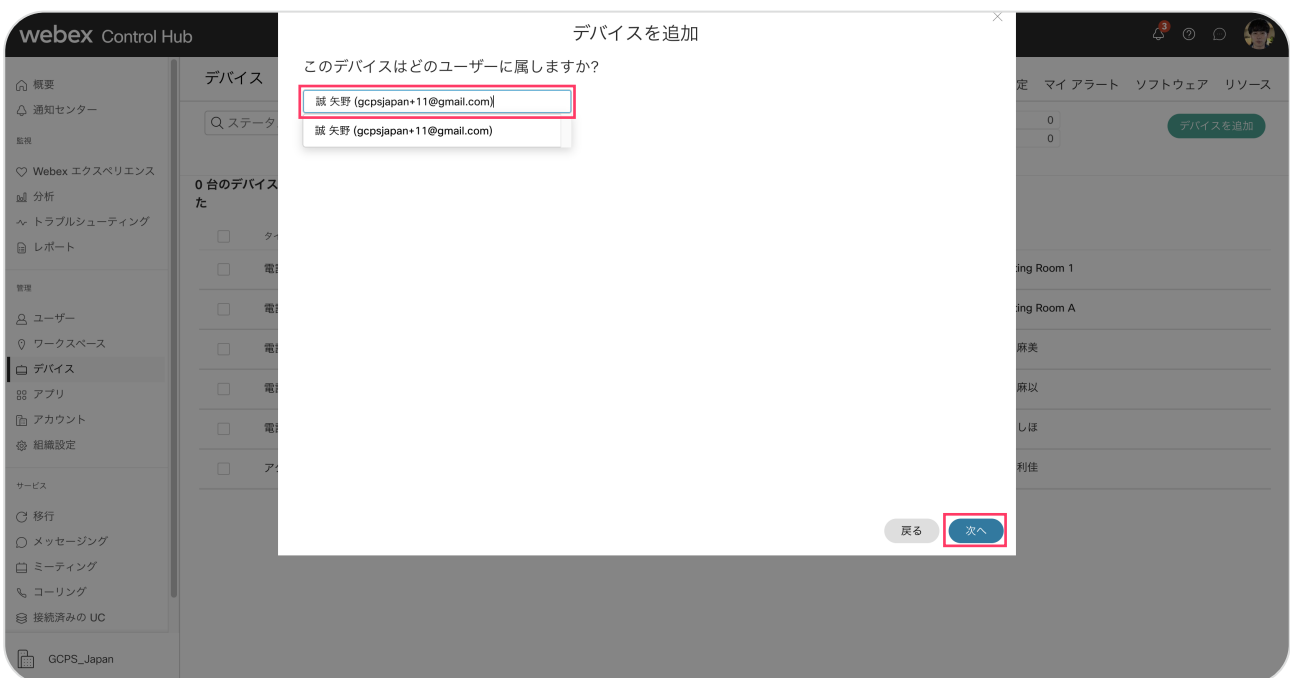 webex Control Hub
3
デバイスを追加
このデバイスはどのユーザーに属しますか?
誠 矢野 (gcpsjapan+11@gmail.com)
誠 矢野 (gcpsjapan+11@gmail.com)
戻る
次へ
概要
通知センター
監視
Webex エクスペリエンス
分析
トラブルシューティング
レポート
管理
ユーザー
ワークスペース
デバイス
アプリ
アカウント
組織設定
サービス
移行
メッセージング
ミーティング
コーリング
接続済みの UC
GCPS_Japan
デバイス
マイ アラート ソフトウェア リソース
ステータ
0
0
デバイスを追加
0 台のデバイス
た
Room 1
Room A
麻美
麻以
しほ
利佳